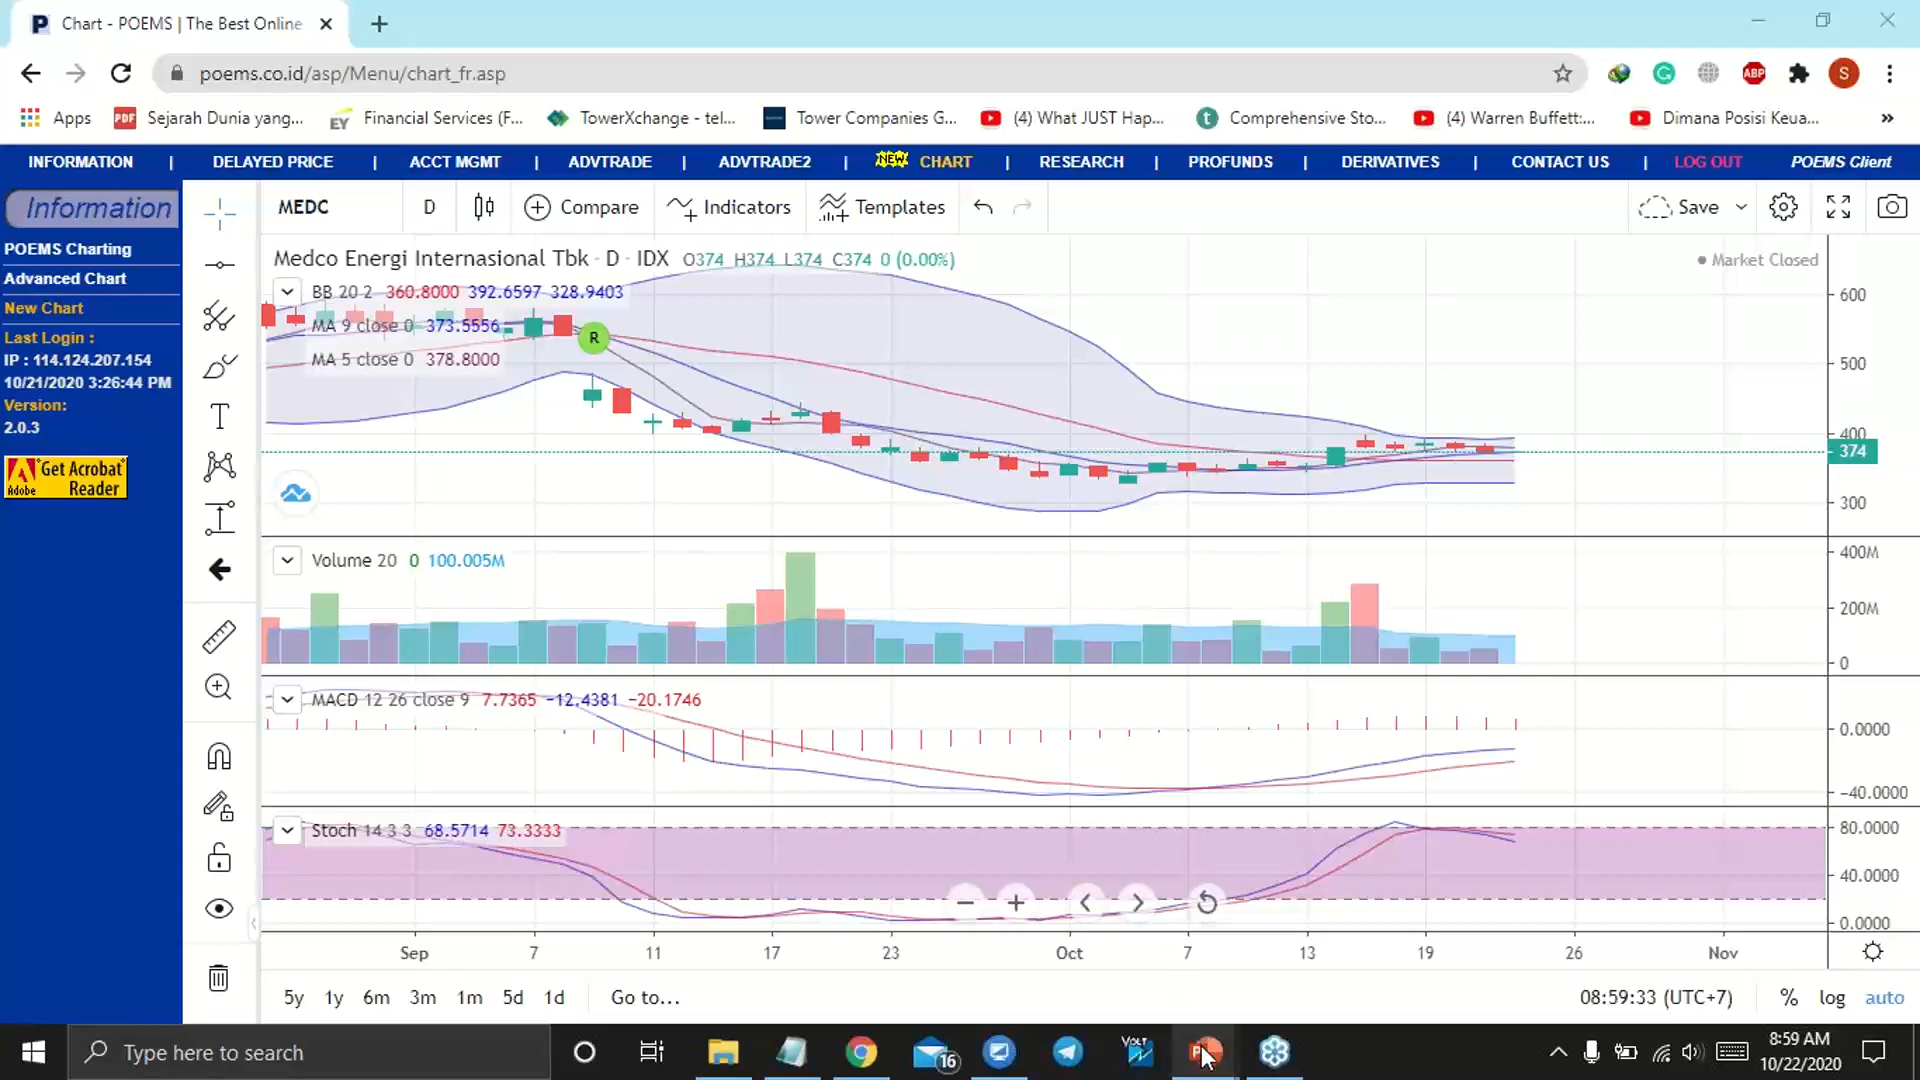 Chart - POEMS | The Best Online
poems.co.id/asp/Menu/chart_fr.asp
ABP
S
Apps
PDF Sejarah Dunia yang...
EY Financial Services (F...
TowerXchange - tel...
Tower Companies G...
(4) What JUST Hap...
Comprehensive Sto...
(4) Warren Buffett:...
Dimana Posisi Keua...
»
INFORMATION | DELAYED PRICE | ACCT MGMT | ADVTRADE | ADVTRADE2 | NEW! CHART | RESEARCH | PROFUNDS | DERIVATIVES | CONTACT US | LOG OUT POEMS Client
Information
POEMS Charting
Advanced Chart
New Chart
Last Login :
IP : 114.124.207.154
10/21/2020 3:26:44 PM
Version:
2.0.3
Get Acrobat
Adobe Reader
MEDC D Compare Indicators Templates Save
Medco Energi Internasional Tbk · D · IDX O374 H374 L374 C374 0 (0.00%)
Market Closed
BB 20 2 360.8000 392.6597 328.9403
MA 9 close 0 373.5556
MA 5 close 0 378.8000
R
600
500
400
374
300
Volume 20 0 100.005M
400M
200M
0
MACD 12 26 close 9 7.7365 −12.4381 −20.1746
0.0000
−40.0000
Stoch 14 3 3 68.5714 73.3333
80.0000
40.0000
0.0000
Sep 7 11 17 23 Oct 7 13 19 26 Nov
5y 1y 6m 3m 1m 5d 1d Go to...
08:59:33 (UTC+7) % log auto
Type here to search
16
VOLT
8:59 AM
10/22/2020